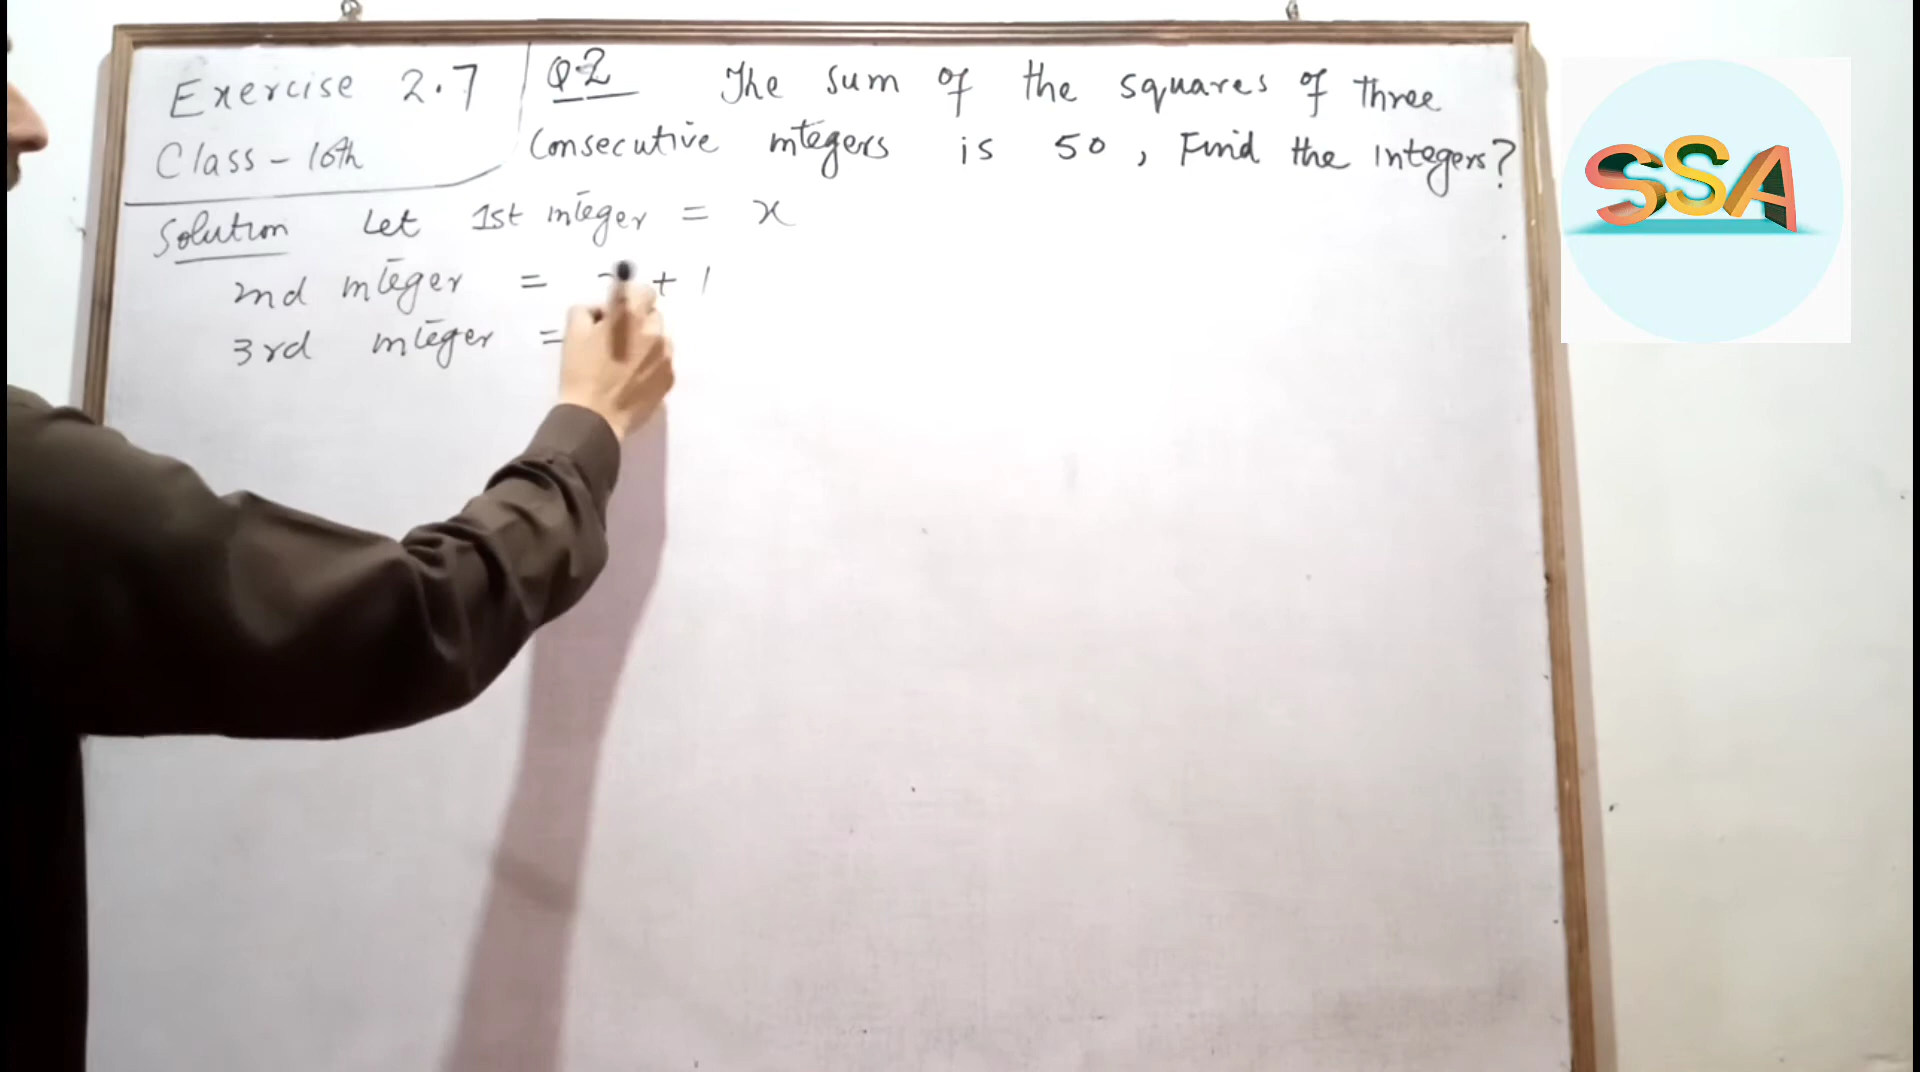 Exercise 2.7
Class - 10th
Q.2 The sum of the squares of three
Consecutive integers is 50, Find the Integers?
Solution Let 1st integer = x
2nd integer = + 1
3rd integer =
SSA